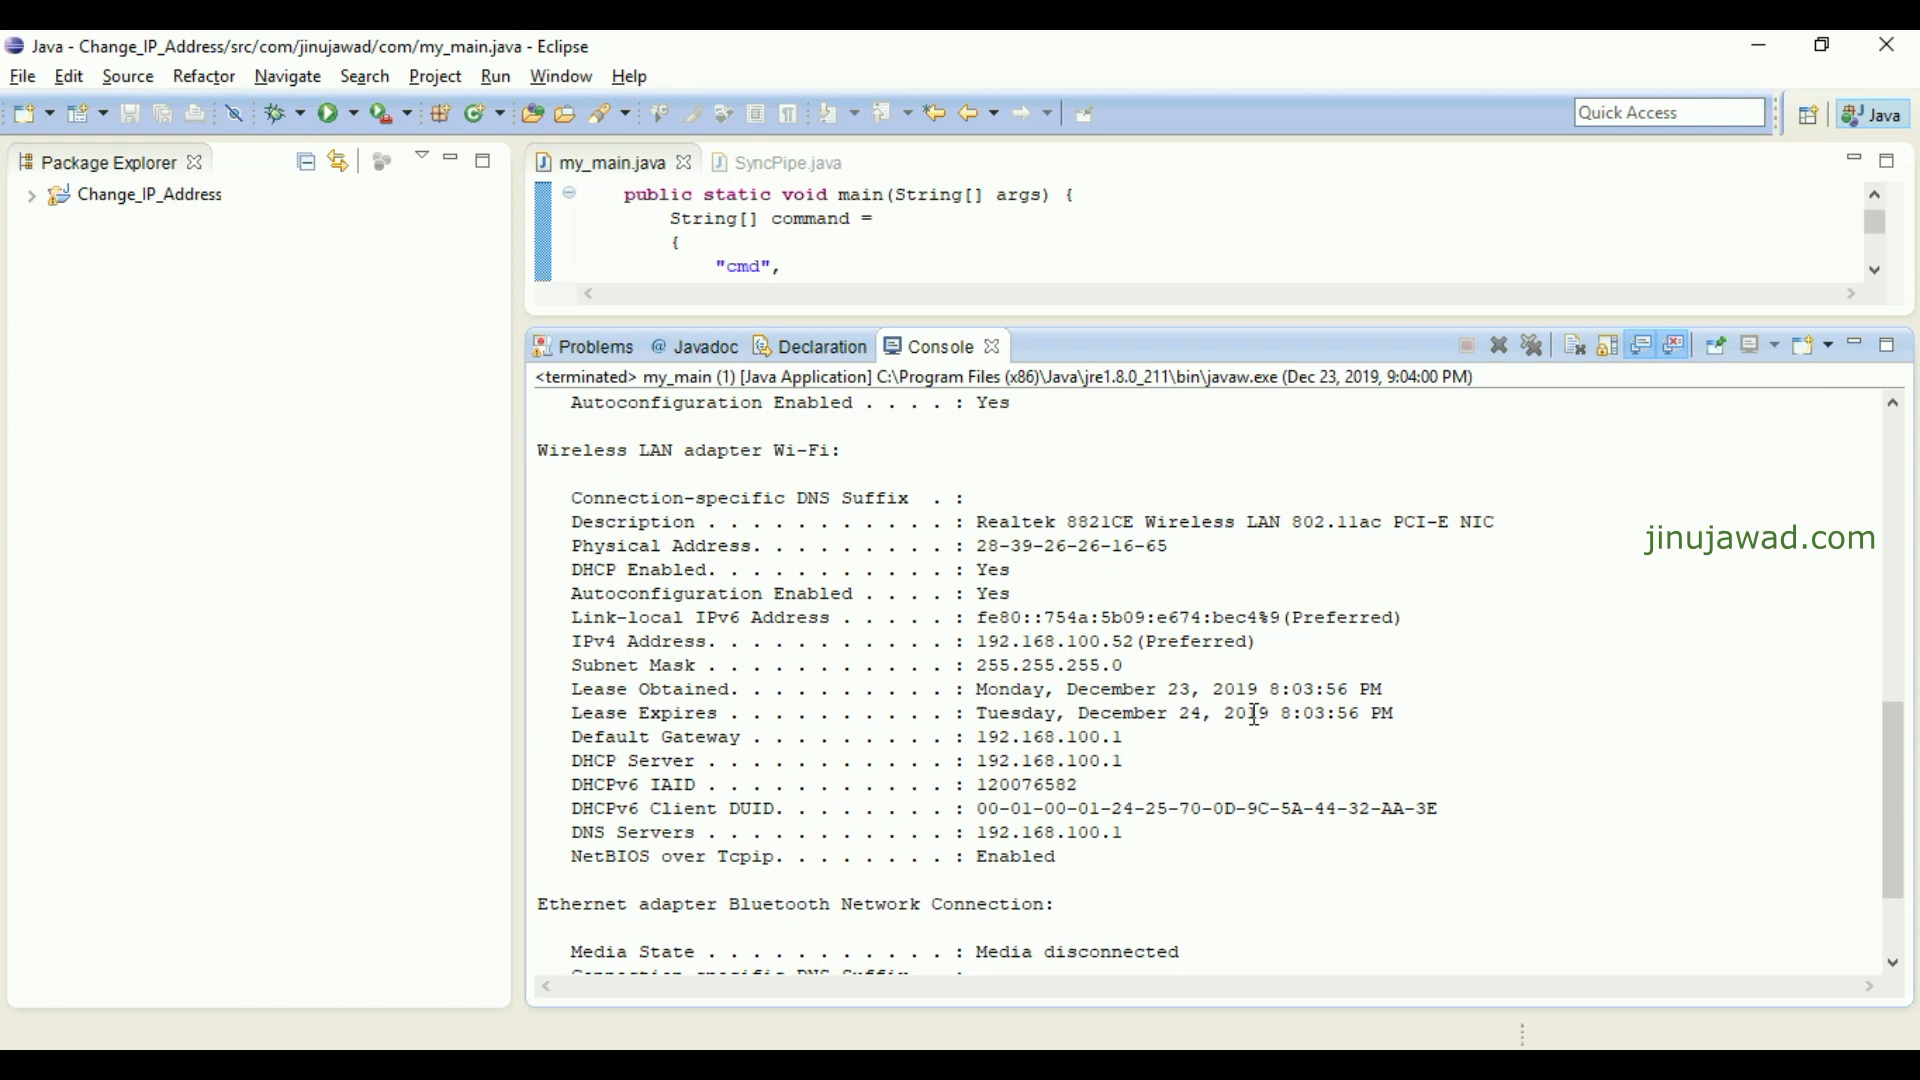 Java - Change_IP_Address/src/com/jinujawad/com/my_main.java - Eclipse
File Edit Source Refactor Navigate Search Project Run Window Help
Quick Access
Java
Package Explorer
Change_IP_Address
my_main.java SyncPipe.java
public static void main(String[] args) {
String[] command =
{
"cmd",
Problems @ Javadoc Declaration Console
<terminated> my_main (1) [Java Application] C:\Program Files (x86)\Java\jre1.8.0_211\bin\javaw.exe (Dec 23, 2019, 9:04:00 PM)
Autoconfiguration Enabled . . . . : Yes
Wireless LAN adapter Wi-Fi:
Connection-specific DNS Suffix . :
Description . . . . . . . . . . . : Realtek 8821CE Wireless LAN 802.11ac PCI-E NIC
Physical Address. . . . . . . . . : 28-39-26-26-16-65
DHCP Enabled. . . . . . . . . . . : Yes
Autoconfiguration Enabled . . . . : Yes
Link-local IPv6 Address . . . . . : fe80::754a:5b09:e674:bec4%9(Preferred)
IPv4 Address. . . . . . . . . . . : 192.168.100.52(Preferred)
Subnet Mask . . . . . . . . . . . : 255.255.255.0
Lease Obtained. . . . . . . . . . : Monday, December 23, 2019 8:03:56 PM
Lease Expires . . . . . . . . . . : Tuesday, December 24, 2019 8:03:56 PM
Default Gateway . . . . . . . . . : 192.168.100.1
DHCP Server . . . . . . . . . . . : 192.168.100.1
DHCPv6 IAID . . . . . . . . . . . : 120076582
DHCPv6 Client DUID. . . . . . . . : 00-01-00-01-24-25-70-0D-9C-5A-44-32-AA-3E
DNS Servers . . . . . . . . . . . : 192.168.100.1
NetBIOS over Tcpip. . . . . . . . : Enabled
Ethernet adapter Bluetooth Network Connection:
Media State . . . . . . . . . . . : Media disconnected
Connection-specific DNS Suffix . :
jinujawad.com